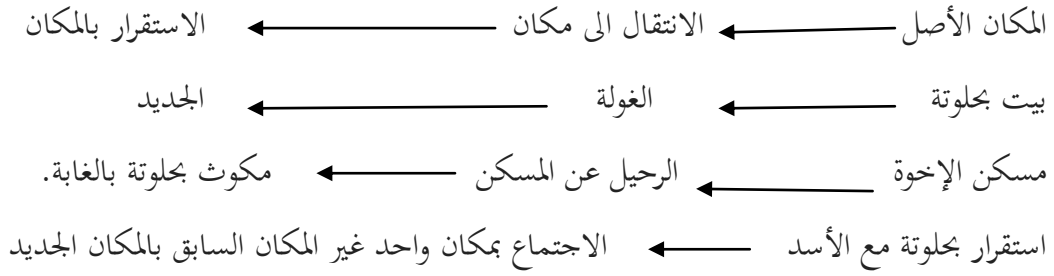 المكان الأصل الانتقال الى مكان الاستقرار بالمكان
بيت بحلوتة الغولة الجديد
مسكن الإخوة الرحيل عن المسكن مكوث بحلوتة بالغابة.
استقرار بحلوتة مع الأسد الاجتماع بمكان واحد غير المكان السابق بالمكان الجديد